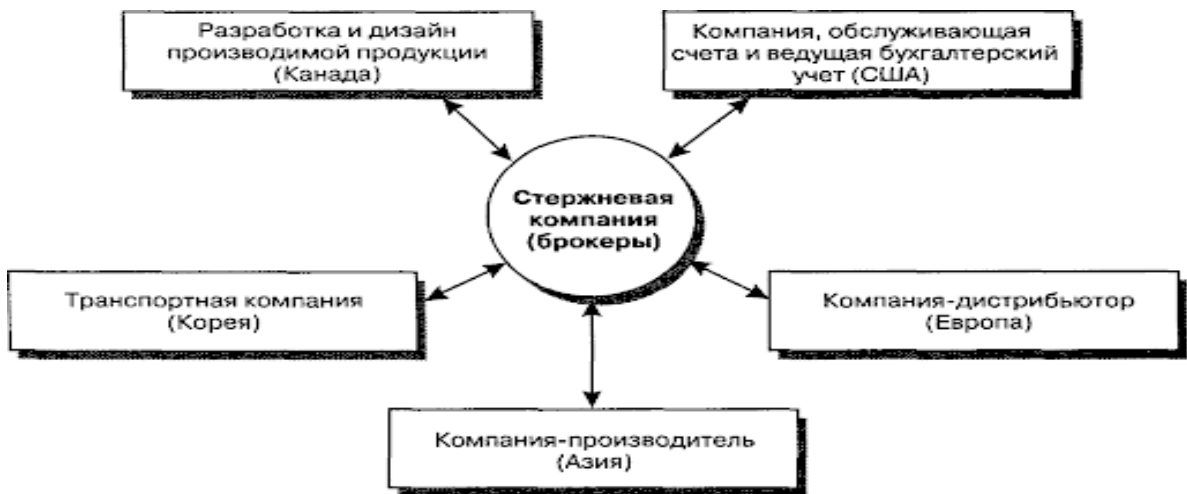 Разработка и дизайн
производимой продукции
(Канада)
Компания, обслуживающая
счета и ведущая бухгалтерский
учет (США)
Стержневая
компания
(брокеры)
Транспортная компания
(Корея)
Компания-дистрибьютор
(Европа)
Компания-производитель
(Азия)